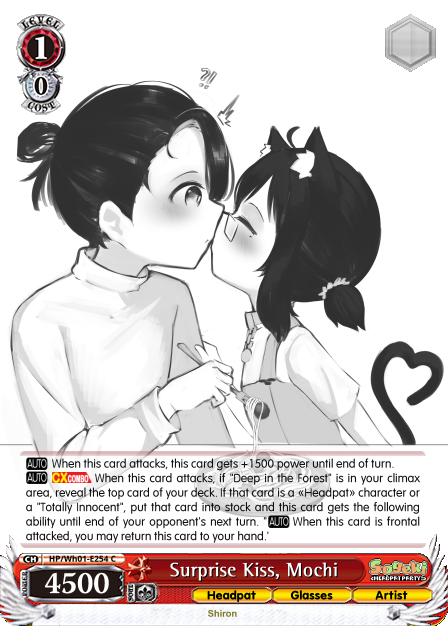 LEVEL
1
0
COST
?!!
AUTO When this card attacks, this card gets +1500 power until end of turn.
AUTO CXCOMBO When this card attacks, if "Deep in the Forest" is in your climax
area, reveal the top card of your deck. If that card is a «Headpat» character or
a "Totally Innocent", put that card into stock and this card gets the following
ability until end of your opponent's next turn. "AUTO When this card is frontal
attacked, you may return this card to your hand.'
CH HP/Wh01-E254 C
POWER 4500 SOUL
Surprise Kiss, Mochi
HEADPAT PARTY
Headpat Glasses Artist
Shiron